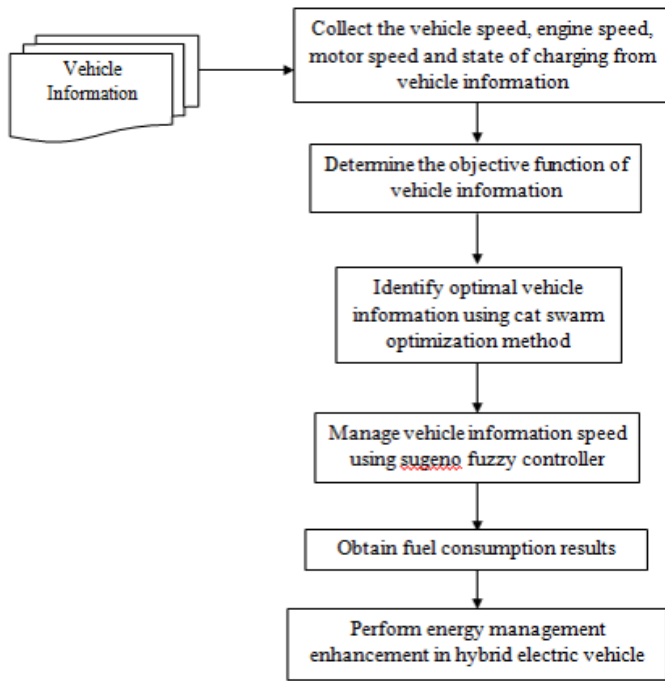 Vehicle
Information
Collect the vehicle speed, engine speed,
motor speed and state of charging from
vehicle information
Determine the objective function of
vehicle information
Identify optimal vehicle
information using cat swarm
optimization method
Manage vehicle information speed
using sugeno fuzzy controller
Obtain fuel consumption results
Perform energy management
enhancement in hybrid electric vehicle